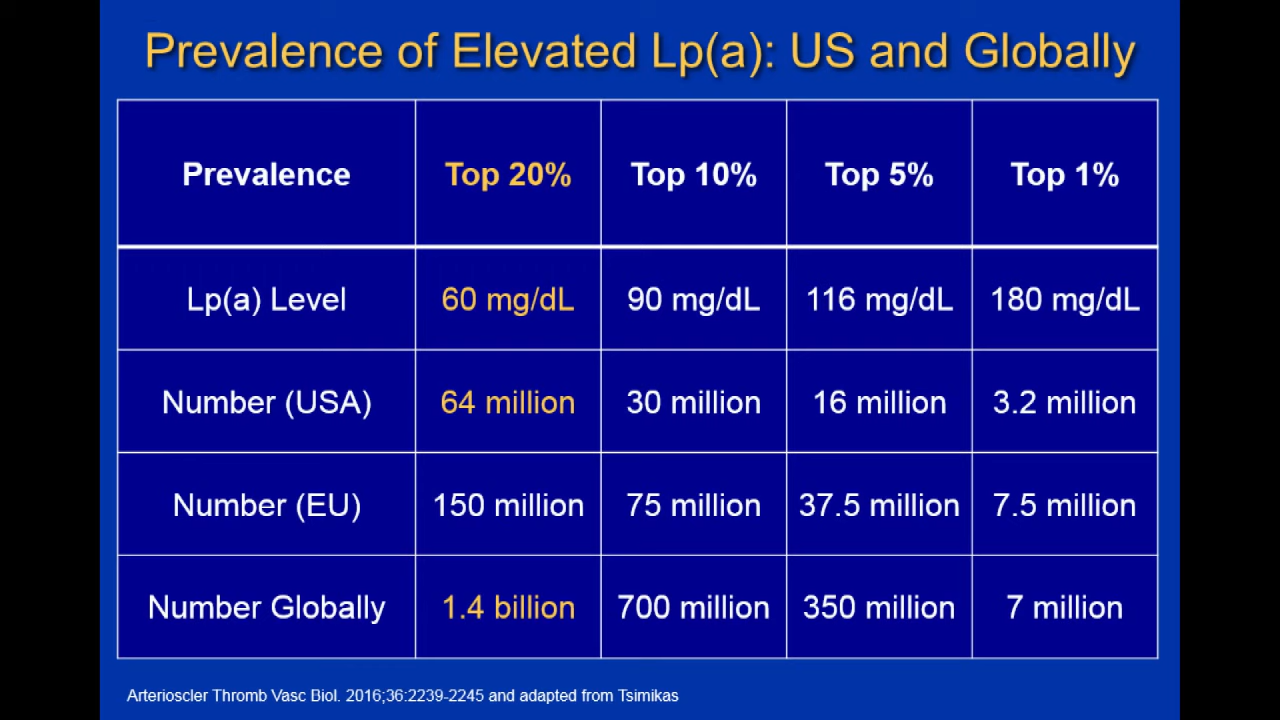 Prevalence of Elevated Lp(a): US and Globally
Prevalence Top 20% Top 10% Top 5% Top 1%
Lp(a) Level 60 mg/dL 90 mg/dL 116 mg/dL 180 mg/dL
Number (USA) 64 million 30 million 16 million 3.2 million
Number (EU) 150 million 75 million 37.5 million 7.5 million
Number Globally 1.4 billion 700 million 350 million 7 million
Arterioscler Thromb Vasc Biol. 2016;36:2239-2245 and adapted from Tsimikas